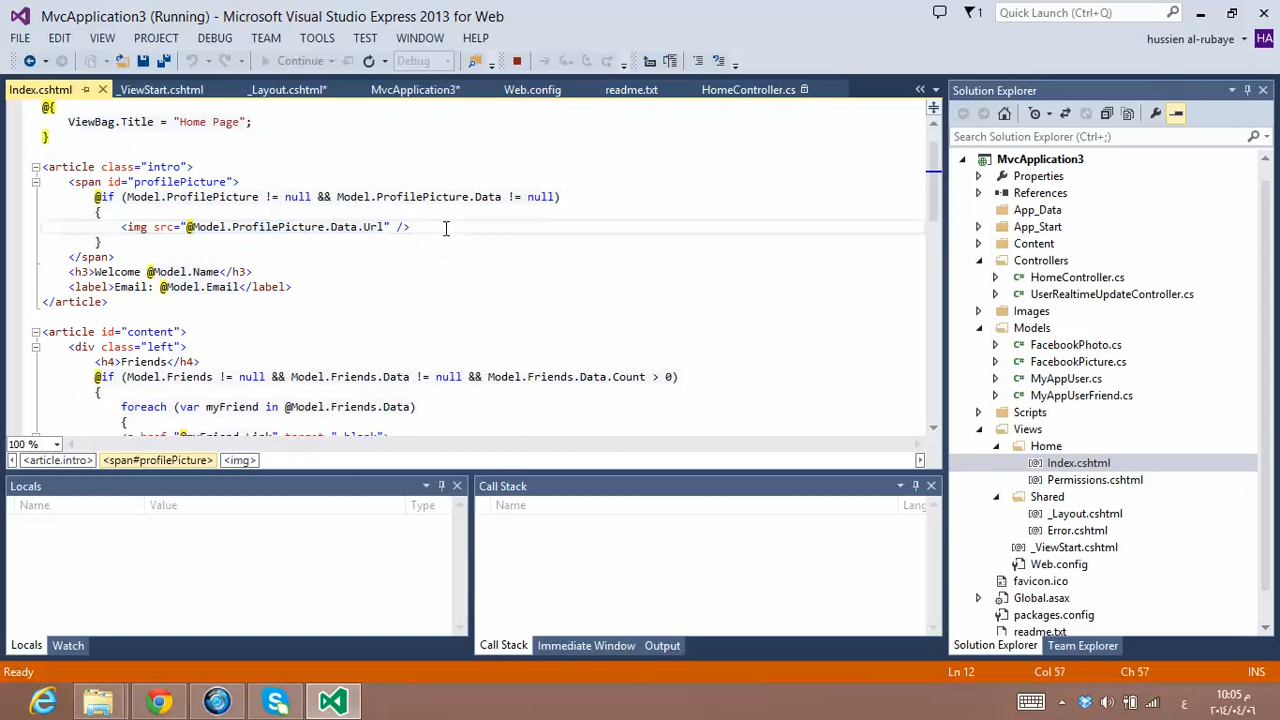 MvcApplication3 (Running) - Microsoft Visual Studio Express 2013 for Web
1
Quick Launch (Ctrl+Q)
FILE EDIT VIEW PROJECT DEBUG TEAM TOOLS TEST WINDOW HELP
hussien al-rubaye HA
Continue Debug
Index.cshtml _ViewStart.cshtml _Layout.cshtml* MvcApplication3* Web.config readme.txt HomeController.cs
@{
ViewBag.Title = "Home Page";
}
<article class="intro">
<span id="profilePicture">
@if (Model.ProfilePicture != null && Model.ProfilePicture.Data != null)
{
<img src="@Model.ProfilePicture.Data.Url" />
}
</span>
<h3>Welcome @Model.Name</h3>
<label>Email: @Model.Email</label>
</article>
<article id="content">
<div class="left">
<h4>Friends</h4>
@if (Model.Friends != null && Model.Friends.Data != null && Model.Friends.Data.Count > 0)
{
foreach (var myFriend in @Model.Friends.Data)
{
100 %
<article.intro> <span#profilePicture> <img>
Locals
Name Value Type
Locals Watch
Call Stack
Name Lang
Call Stack Immediate Window Output
Solution Explorer
Search Solution Explorer (Ctrl+;)
MvcApplication3
Properties
References
App_Data
App_Start
Content
Controllers
HomeController.cs
UserRealtimeUpdateController.cs
Images
Models
FacebookPhoto.cs
FacebookPicture.cs
MyAppUser.cs
MyAppUserFriend.cs
Scripts
Views
Home
Index.cshtml
Permissions.cshtml
Shared
_Layout.cshtml
Error.cshtml
_ViewStart.cshtml
Web.config
favicon.ico
Global.asax
packages.config
readme.txt
Solution Explorer Team Explorer
Ready Ln 12 Col 57 Ch 57 INS
ع
10:05 م
٢٠١٤/٠٤/٠٦